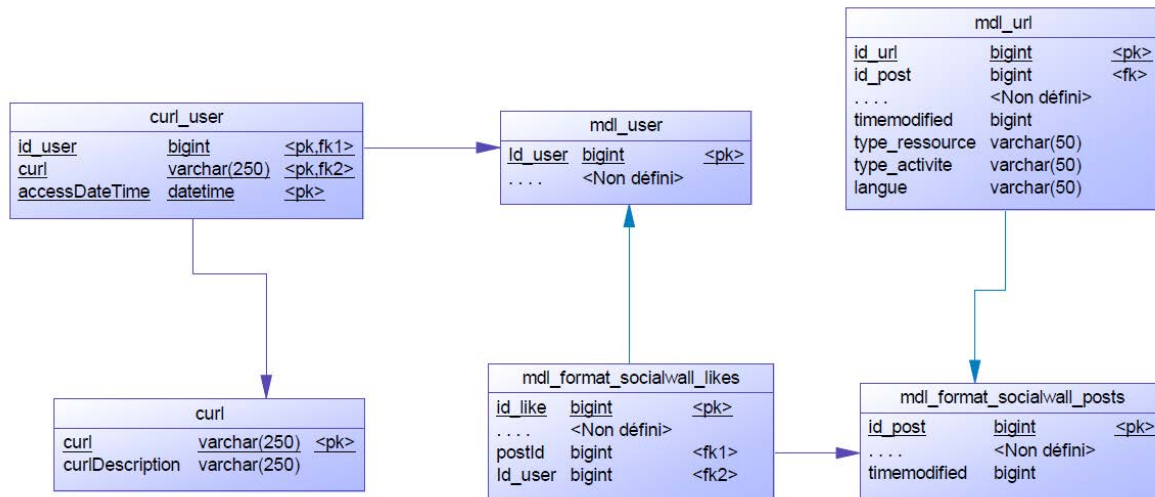 mdl_url
id_url bigint <pk>
id_post bigint <fk>
. . . . <Non défini>
timemodified bigint
type_ressource varchar(50)
type_activite varchar(50)
langue varchar(50)
curl_user
id_user bigint <pk,fk1>
curl varchar(250) <pk,fk2>
accessDateTime datetime <pk>
mdl_user
Id_user bigint <pk>
. . . . <Non défini>
mdl_format_socialwall_likes
id_like bigint <pk>
. . . . <Non défini>
postId bigint <fk1>
Id_user bigint <fk2>
mdl_format_socialwall_posts
id_post bigint <pk>
. . . . <Non défini>
timemodified bigint
curl
curl varchar(250) <pk>
curlDescription varchar(250)